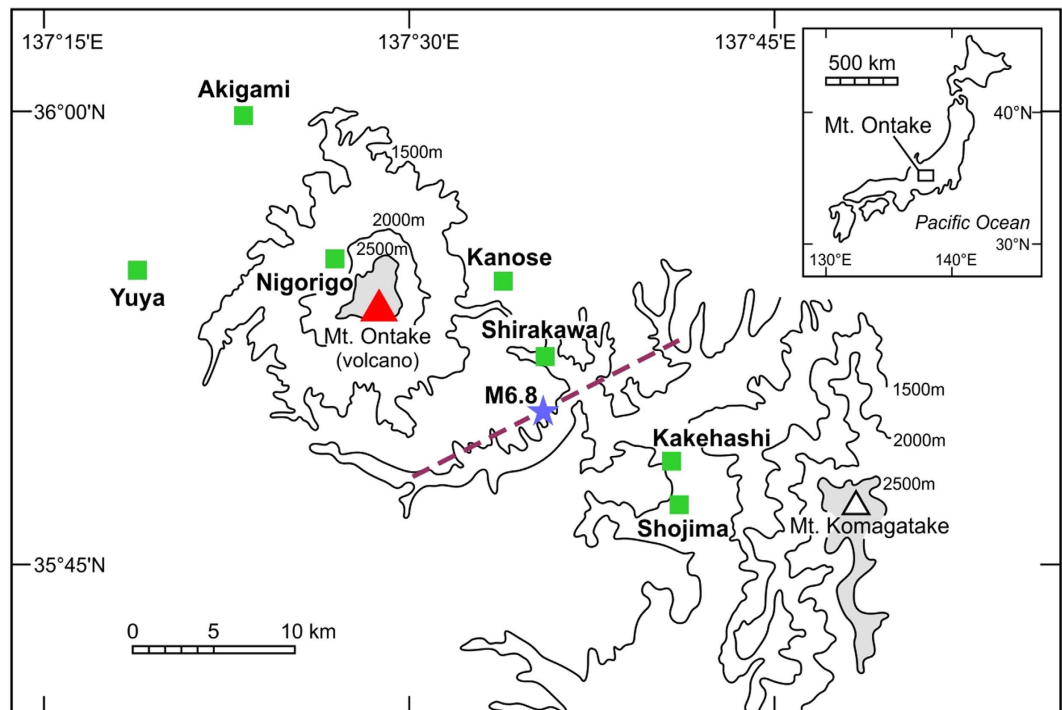 137°15'E
137°30'E
137°45'E
500 km
Akigami
36°00'N
40°N
Mt. Ontake
1500m
2000m
Pacific Ocean
2500m
30°N
Kanose
130°E
140°E
Nigorigo
Yuya
Shirakawa
Mt. Ontake
(volcano)
1500m
M6.8
Kakehashi
2000m
2500m
Shojima
Mt. Komagatake
35°45'N
0 5 10 km